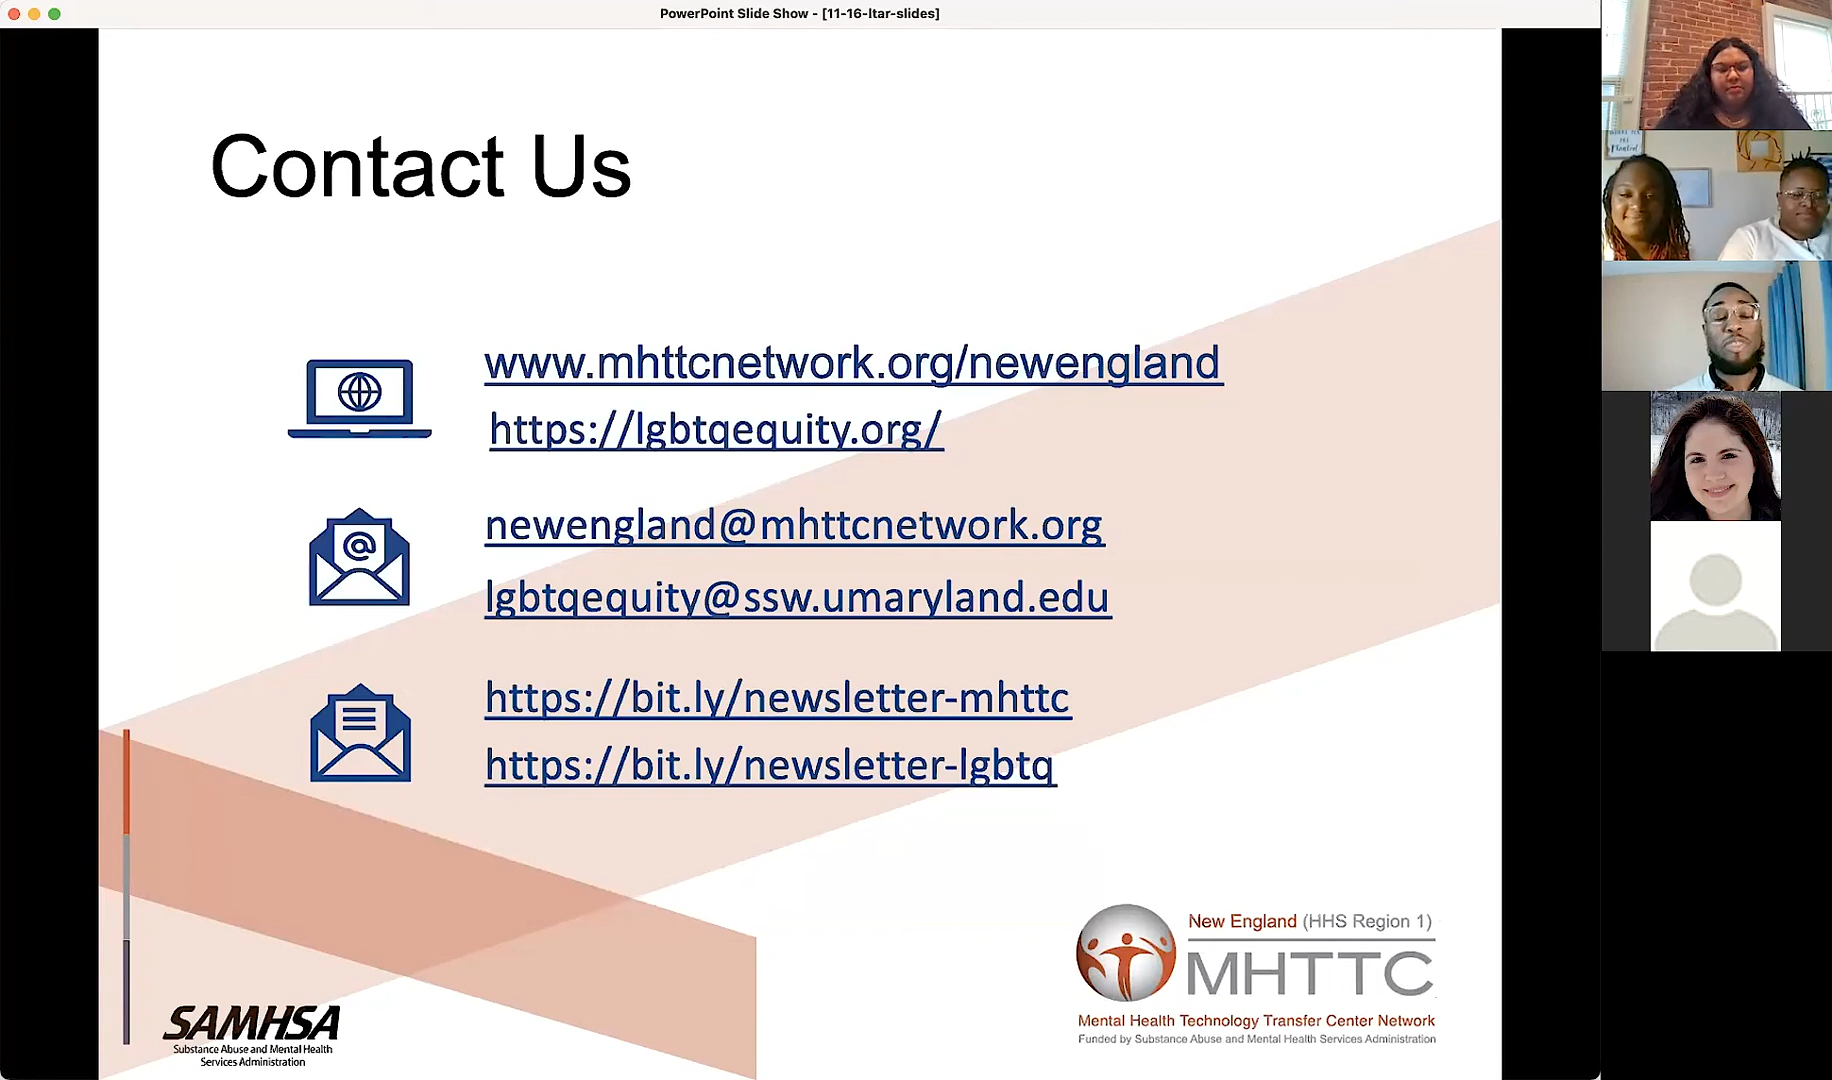 PowerPoint Slide Show - [11-16-ltar-slides]
Contact Us
www.mhttcnetwork.org/newengland
https://lgbtqequity.org/
@
newengland@mhttcnetwork.org
lgbtqequity@ssw.umaryland.edu
https://bit.ly/newsletter-mhttc
https://bit.ly/newsletter-lgbtq
SAMHSA
Substance Abuse and Mental Health
Services Administration
New England (HHS Region 1)
MHTTC
Mental Health Technology Transfer Center Network
Funded by Substance Abuse and Mental Health Services Administration